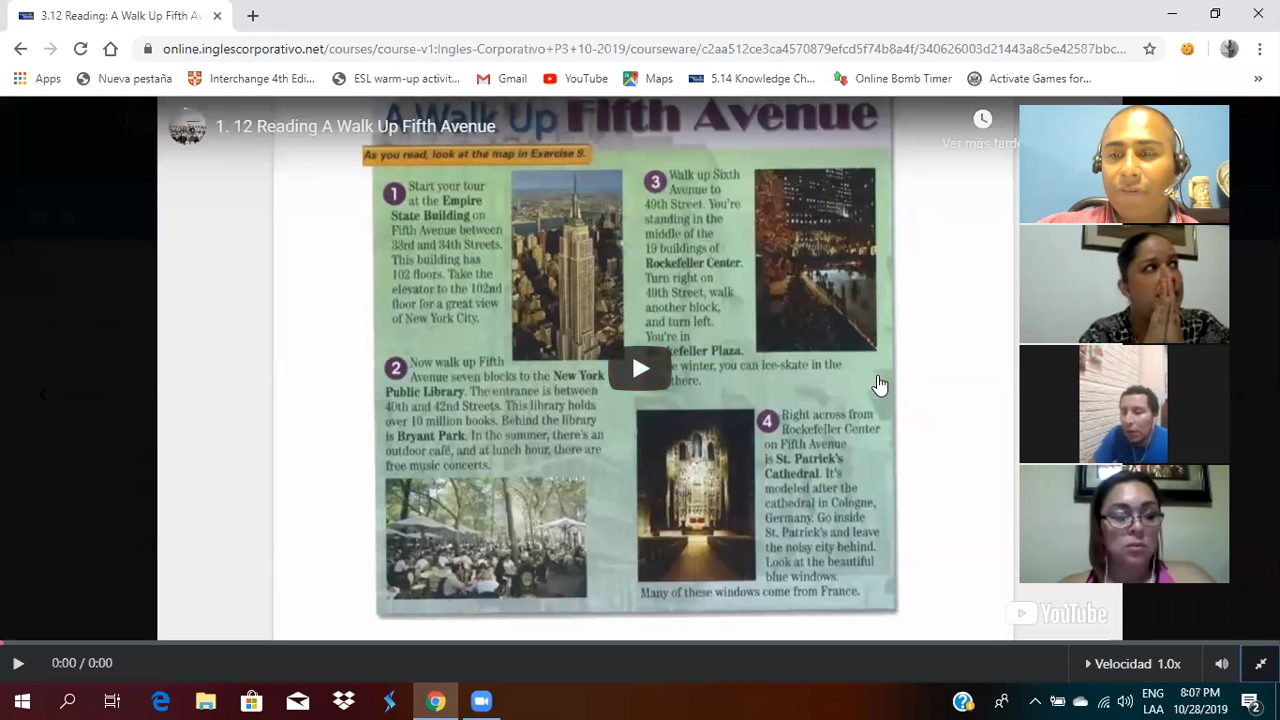 3.12 Reading: A Walk Up Fifth Av
online.inglescorporativo.net/courses/course-v1:Ingles-Corporativo+P3+10-2019/courseware/c2aa512ce3ca4570879efcd5f74b8a4f/340626003d21443a8c5e42587bbc...
Apps
Nueva pestaña
Interchange 4th Edi...
ESL warm-up activit...
Gmail
YouTube
Maps
5.14 Knowledge Ch...
Online Bomb Timer
Activate Games for...
»
A Walk Up Fifth Avenue
1. 12 Reading A Walk Up Fifth Avenue
Ver más tarde
As you read, look at the map in Exercise 9.
1 Start your tour
at the Empire
State Building on
Fifth Avenue between
33rd and 34th Streets.
This building has
102 floors. Take the
elevator to the 102nd
floor for a great view
of New York City.
2 Now walk up Fifth
Avenue seven blocks to the New York
Public Library. The entrance is between
40th and 42nd Streets. This library holds
over 10 million books. Behind the library
is Bryant Park. In the summer, there's an
outdoor café, and at lunch hour, there are
free music concerts.
3 Walk up Sixth
Avenue to
49th Street. You're
standing in the
middle of the
19 buildings of
Rockefeller Center.
Turn right on
49th Street, walk
another block,
and turn left.
You're in
kefeller Plaza.
e winter, you can ice-skate in the
there.
4 Right across from
Rockefeller Center
on Fifth Avenue
is St. Patrick's
Cathedral. It's
modeled after the
cathedral in Cologne,
Germany. Go inside
St. Patrick's and leave
the noisy city behind.
Look at the beautiful
blue windows.
Many of these windows come from France.
YouTube
0:00 / 0:00
Velocidad 1.0x
ENG
LAA
8:07 PM
10/28/2019
2